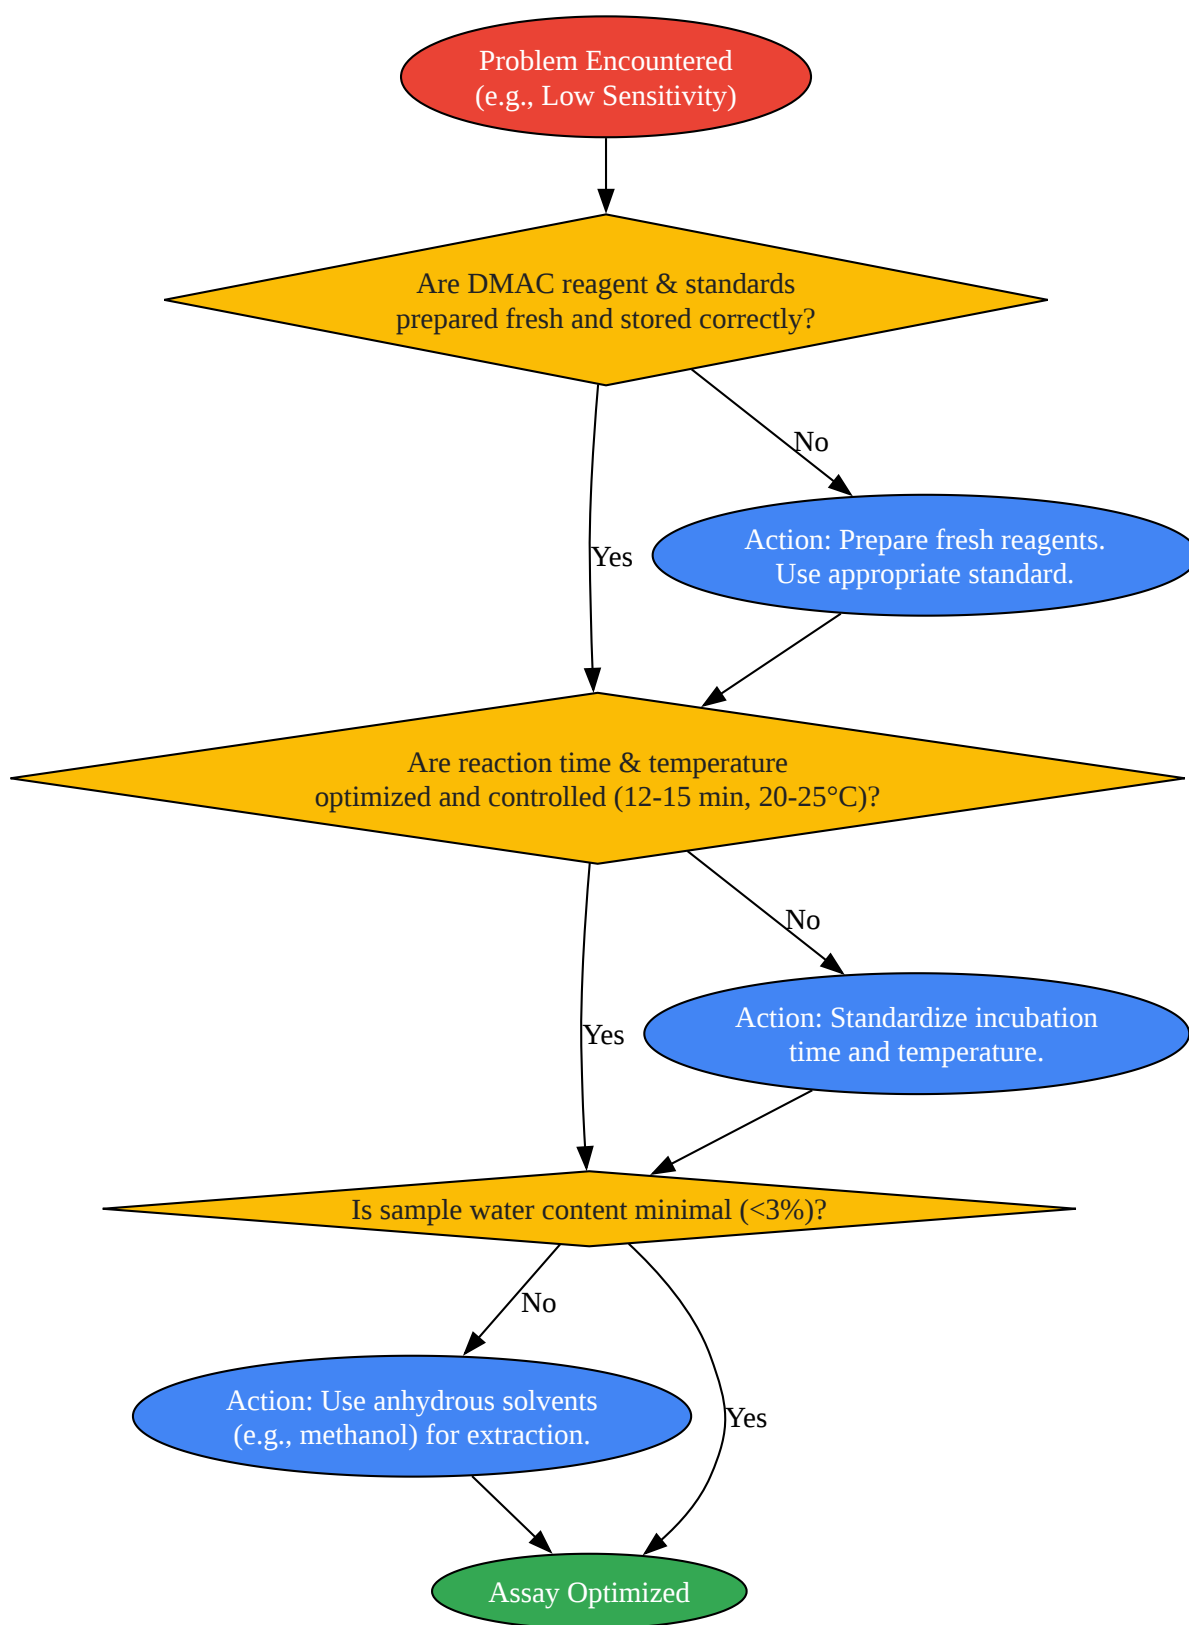 Problem Encountered
(e.g., Low Sensitivity)
Are DMAC reagent & standards
prepared fresh and stored correctly?
No
Yes
Action: Prepare fresh reagents.
Use appropriate standard.
Are reaction time & temperature
optimized and controlled (12-15 min, 20-25°C)?
No
Yes
Action: Standardize incubation
time and temperature.
Is sample water content minimal (<3%)?
No
Action: Use anhydrous solvents
(e.g., methanol) for extraction.
Yes
Assay Optimized